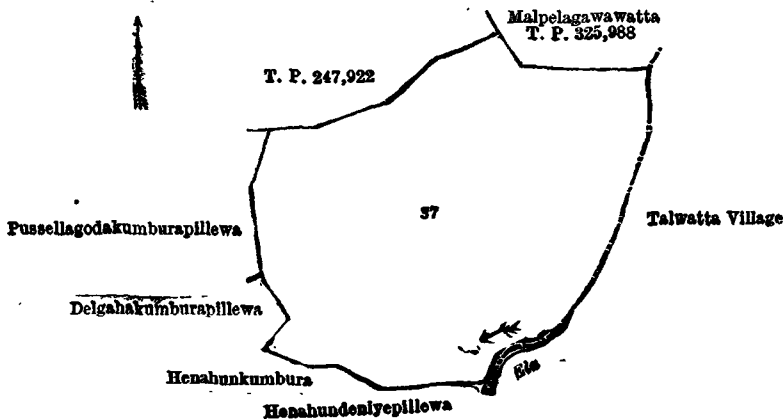 Malpelagawawatta
T. P. 325,988
T. P. 247,922
37
Pussellagodakumburapillewa
Talwatta Village
Delgahakumburapillewa
Ela
Henahunkumbura
Henahundeniyepillewa